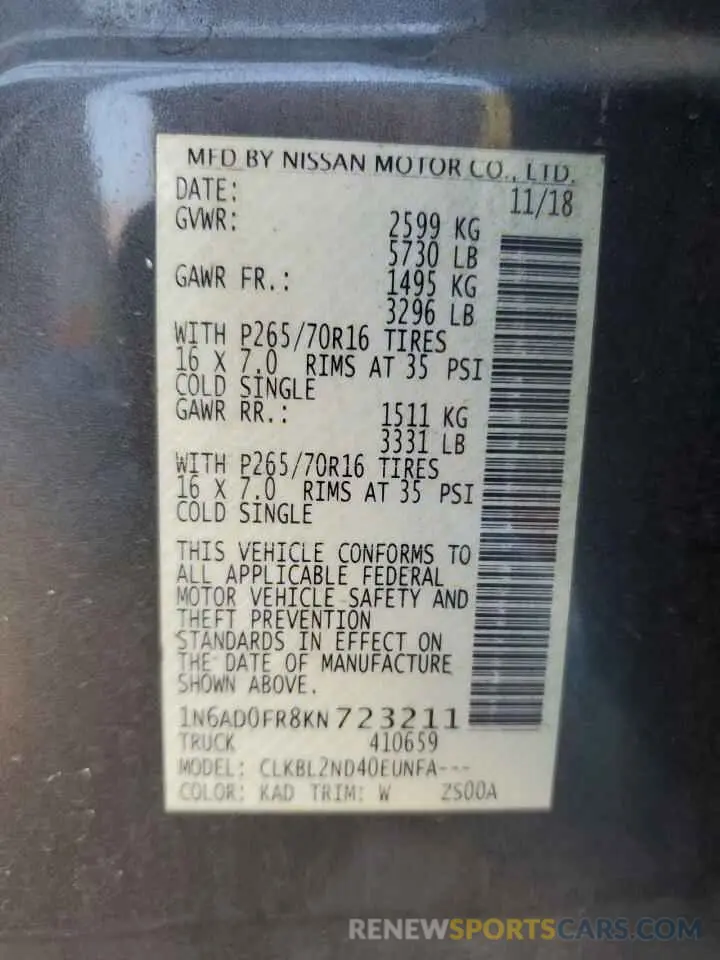 MFD BY NISSAN MOTOR CO., LTD.
DATE: 11/18
GVWR: 2599 KG
5730 LB
GAWR FR.: 1495 KG
3296 LB
WITH P265/70R16 TIRES
16 X 7.0 RIMS AT 35 PSI
COLD SINGLE
GAWR RR.: 1511 KG
3331 LB
WITH P265/70R16 TIRES
16 X 7.0 RIMS AT 35 PSI
COLD SINGLE
THIS VEHICLE CONFORMS TO
ALL APPLICABLE FEDERAL
MOTOR VEHICLE SAFETY AND
THEFT PREVENTION
STANDARDS IN EFFECT ON
THE DATE OF MANUFACTURE
SHOWN ABOVE.
1N6AD0FR8KN723211
TRUCK 410659
MODEL: CLKBL2ND40EUNFA---
COLOR: KAD TRIM: W ZS00A
RENEWSPORTSCARS.COM